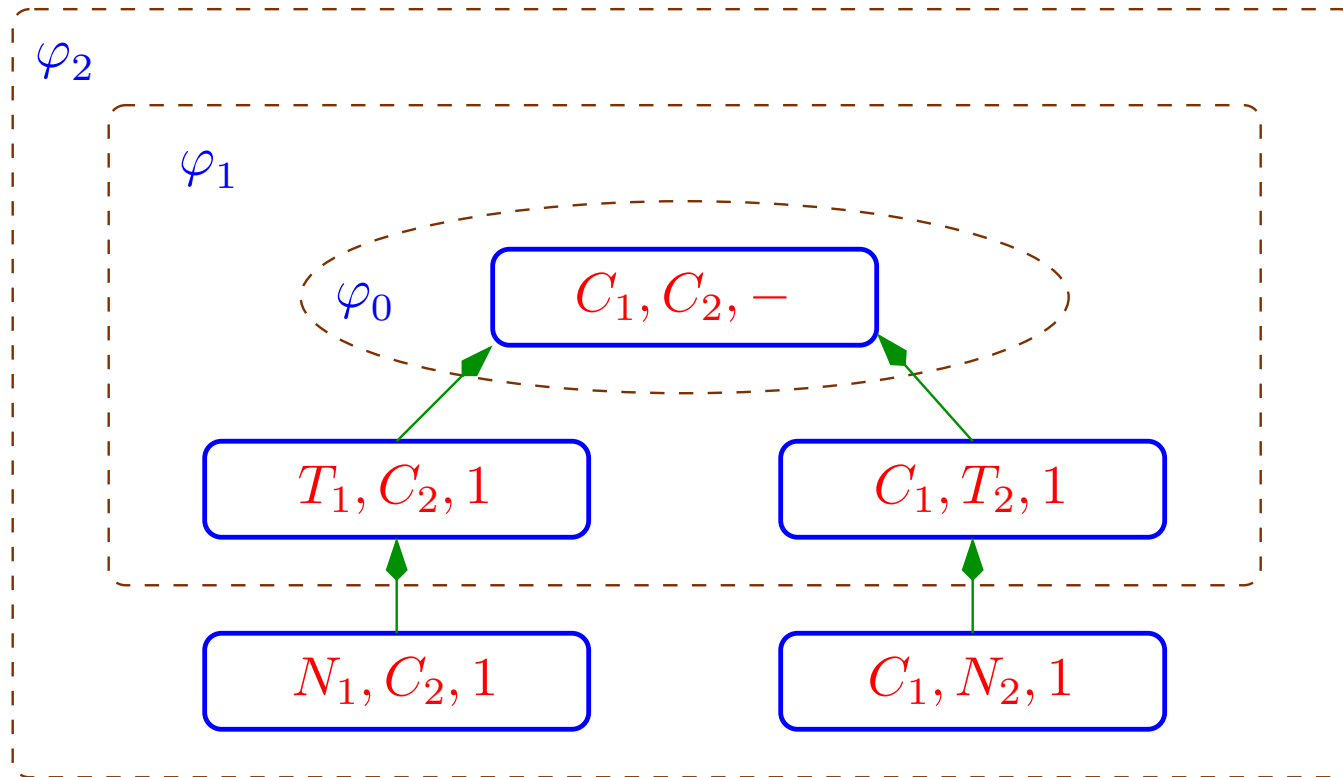 φ₂
φ₁
φ₀
C₁, C₂, −
T₁, C₂, 1
C₁, T₂, 1
N₁, C₂, 1
C₁, N₂, 1